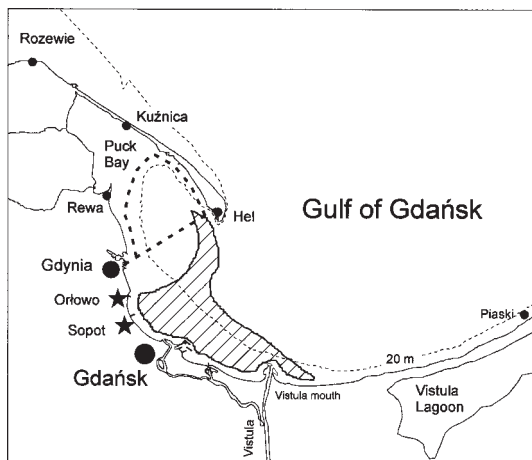 Rozewie
Kuźnica
Puck
Bay
Rewa
Hel
Gulf of Gdańsk
Gdynia
Orłowo
Piaski
Sopot
20 m
Gdańsk
Vistula mouth
Vistula
Lagoon
Vistula